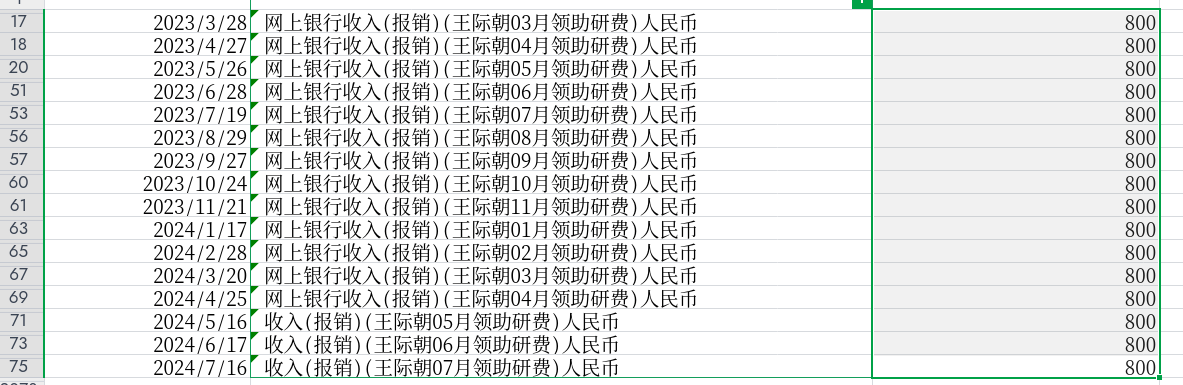 17 2023/3/28 网上银行收入(报销)(王际朝03月领助研费)人民币 800
18 2023/4/27 网上银行收入(报销)(王际朝04月领助研费)人民币 800
20 2023/5/26 网上银行收入(报销)(王际朝05月领助研费)人民币 800
51 2023/6/28 网上银行收入(报销)(王际朝06月领助研费)人民币 800
53 2023/7/19 网上银行收入(报销)(王际朝07月领助研费)人民币 800
56 2023/8/29 网上银行收入(报销)(王际朝08月领助研费)人民币 800
57 2023/9/27 网上银行收入(报销)(王际朝09月领助研费)人民币 800
60 2023/10/24 网上银行收入(报销)(王际朝10月领助研费)人民币 800
61 2023/11/21 网上银行收入(报销)(王际朝11月领助研费)人民币 800
63 2024/1/17 网上银行收入(报销)(王际朝01月领助研费)人民币 800
65 2024/2/28 网上银行收入(报销)(王际朝02月领助研费)人民币 800
67 2024/3/20 网上银行收入(报销)(王际朝03月领助研费)人民币 800
69 2024/4/25 网上银行收入(报销)(王际朝04月领助研费)人民币 800
71 2024/5/16 收入(报销)(王际朝05月领助研费)人民币 800
73 2024/6/17 收入(报销)(王际朝06月领助研费)人民币 800
75 2024/7/16 收入(报销)(王际朝07月领助研费)人民币 800